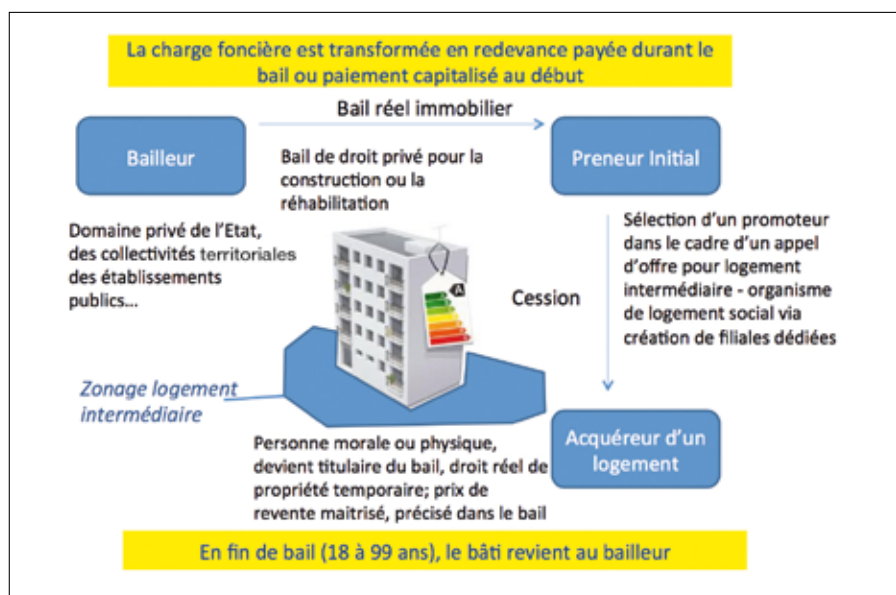 La charge foncière est transformée en redevance payée durant le
bail ou paiement capitalisé au début
Bail réel immobilier
Bailleur
Preneur Initial
Bail de droit privé pour la
construction ou la
réhabilitation
Domaine privé de l'Etat,
des collectivités territoriales
des établissements
publics...
Sélection d'un promoteur
dans le cadre d'un appel
d'offre pour logement
intermédiaire - organisme
de logement social via
création de filiales dédiées
A
Cession
Zonage logement
intermédiaire
Personne morale ou physique,
devient titulaire du bail, droit réel de
propriété temporaire; prix de
revente maitrisé, précisé dans le bail
Acquéreur d'un
logement
En fin de bail (18 à 99 ans), le bâti revient au bailleur